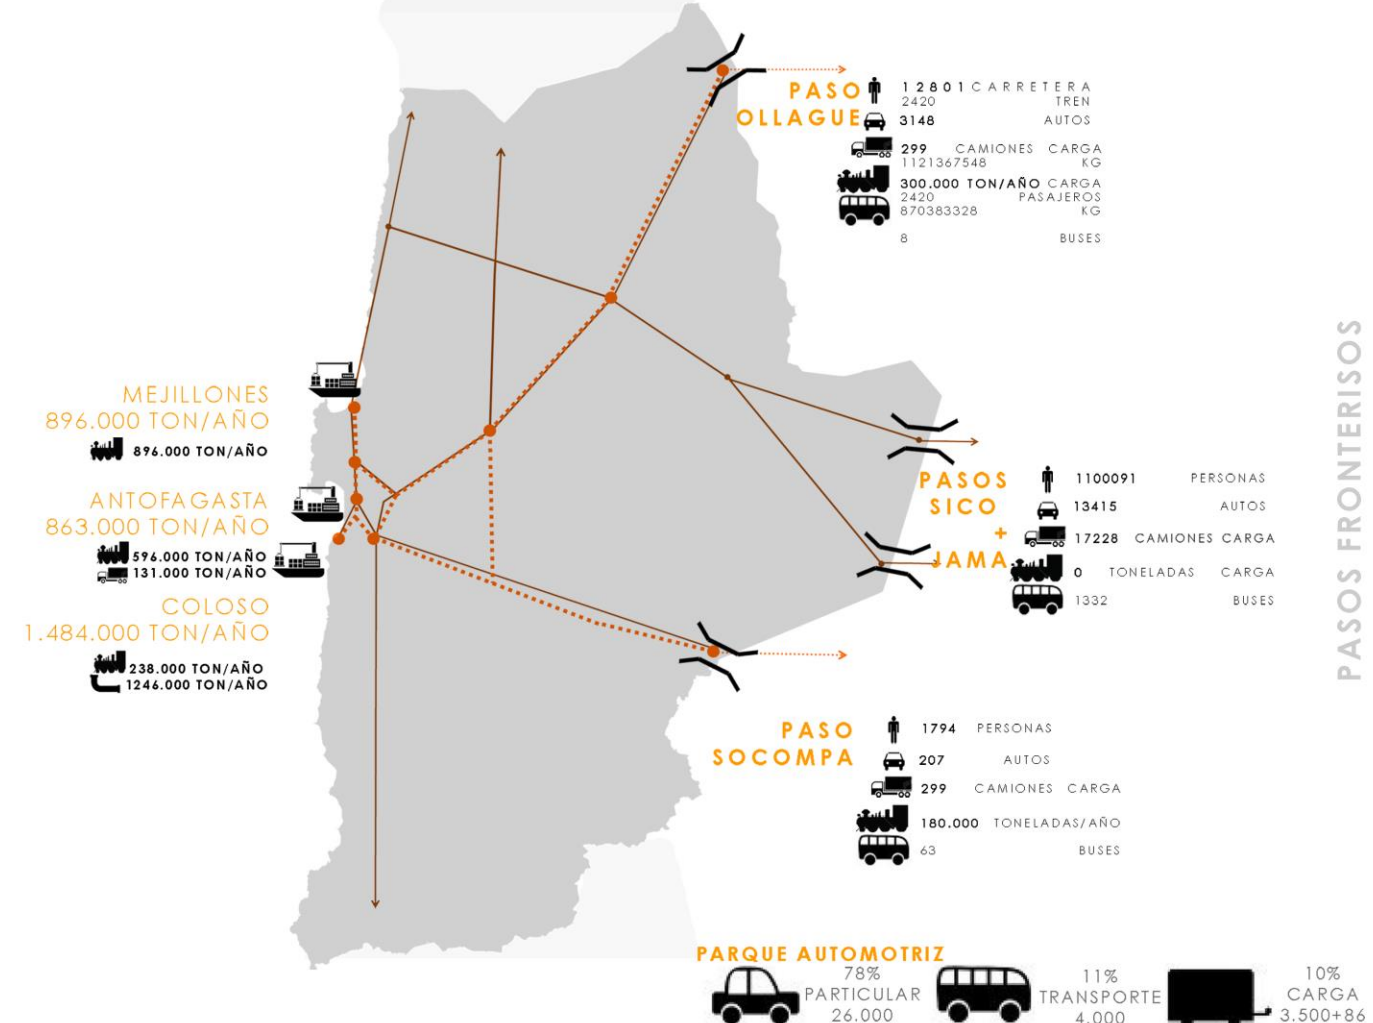 PASO
OLLAGUE
12801 CARRETERA
2420 TREN
3148 AUTOS
299 CAMIONES CARGA
1121367548 KG
300.000 TON/AÑO CARGA
2420 PASAJEROS
870383328 KG
8 BUSES
MEJILLONES
896.000 TON/AÑO
896.000 TON/AÑO
ANTOFAGASTA
863.000 TON/AÑO
596.000 TON/AÑO
131.000 TON/AÑO
COLOSO
1.484.000 TON/AÑO
238.000 TON/AÑO
1246.000 TON/AÑO
PASOS
SICO
+
JAMA
1100091 PERSONAS
13415 AUTOS
17228 CAMIONES CARGA
0 TONELADAS CARGA
1332 BUSES
PASOS FRONTERISOS
PASO
SOCOMPA
1794 PERSONAS
207 AUTOS
299 CAMIONES CARGA
180.000 TONELADAS/AÑO
63 BUSES
PARQUE AUTOMOTRIZ
78%
PARTICULAR
26.000
11%
TRANSPORTE
4.000
10%
CARGA
3.500+86